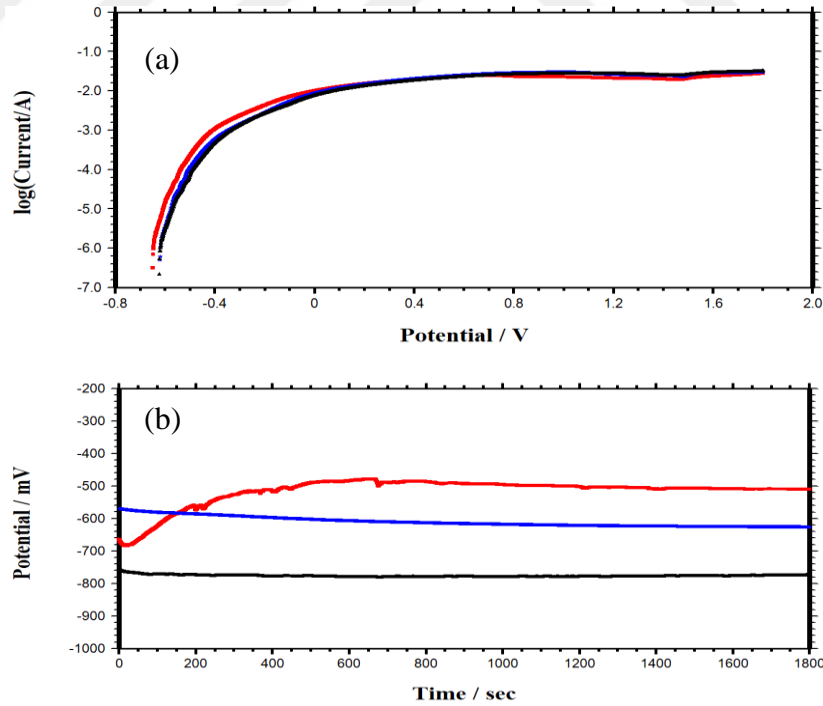 (a)
log(Current/A)
0
-1.0
-2.0
-3.0
-4.0
-5.0
-6.0
-7.0
-0.8 -0.4 0 0.4 0.8 1.2 1.6 2.0
Potential / V
(b)
Potential / mV
-200
-300
-400
-500
-600
-700
-800
-900
-1000
0 200 400 600 800 1000 1200 1400 1600 1800
Time / sec